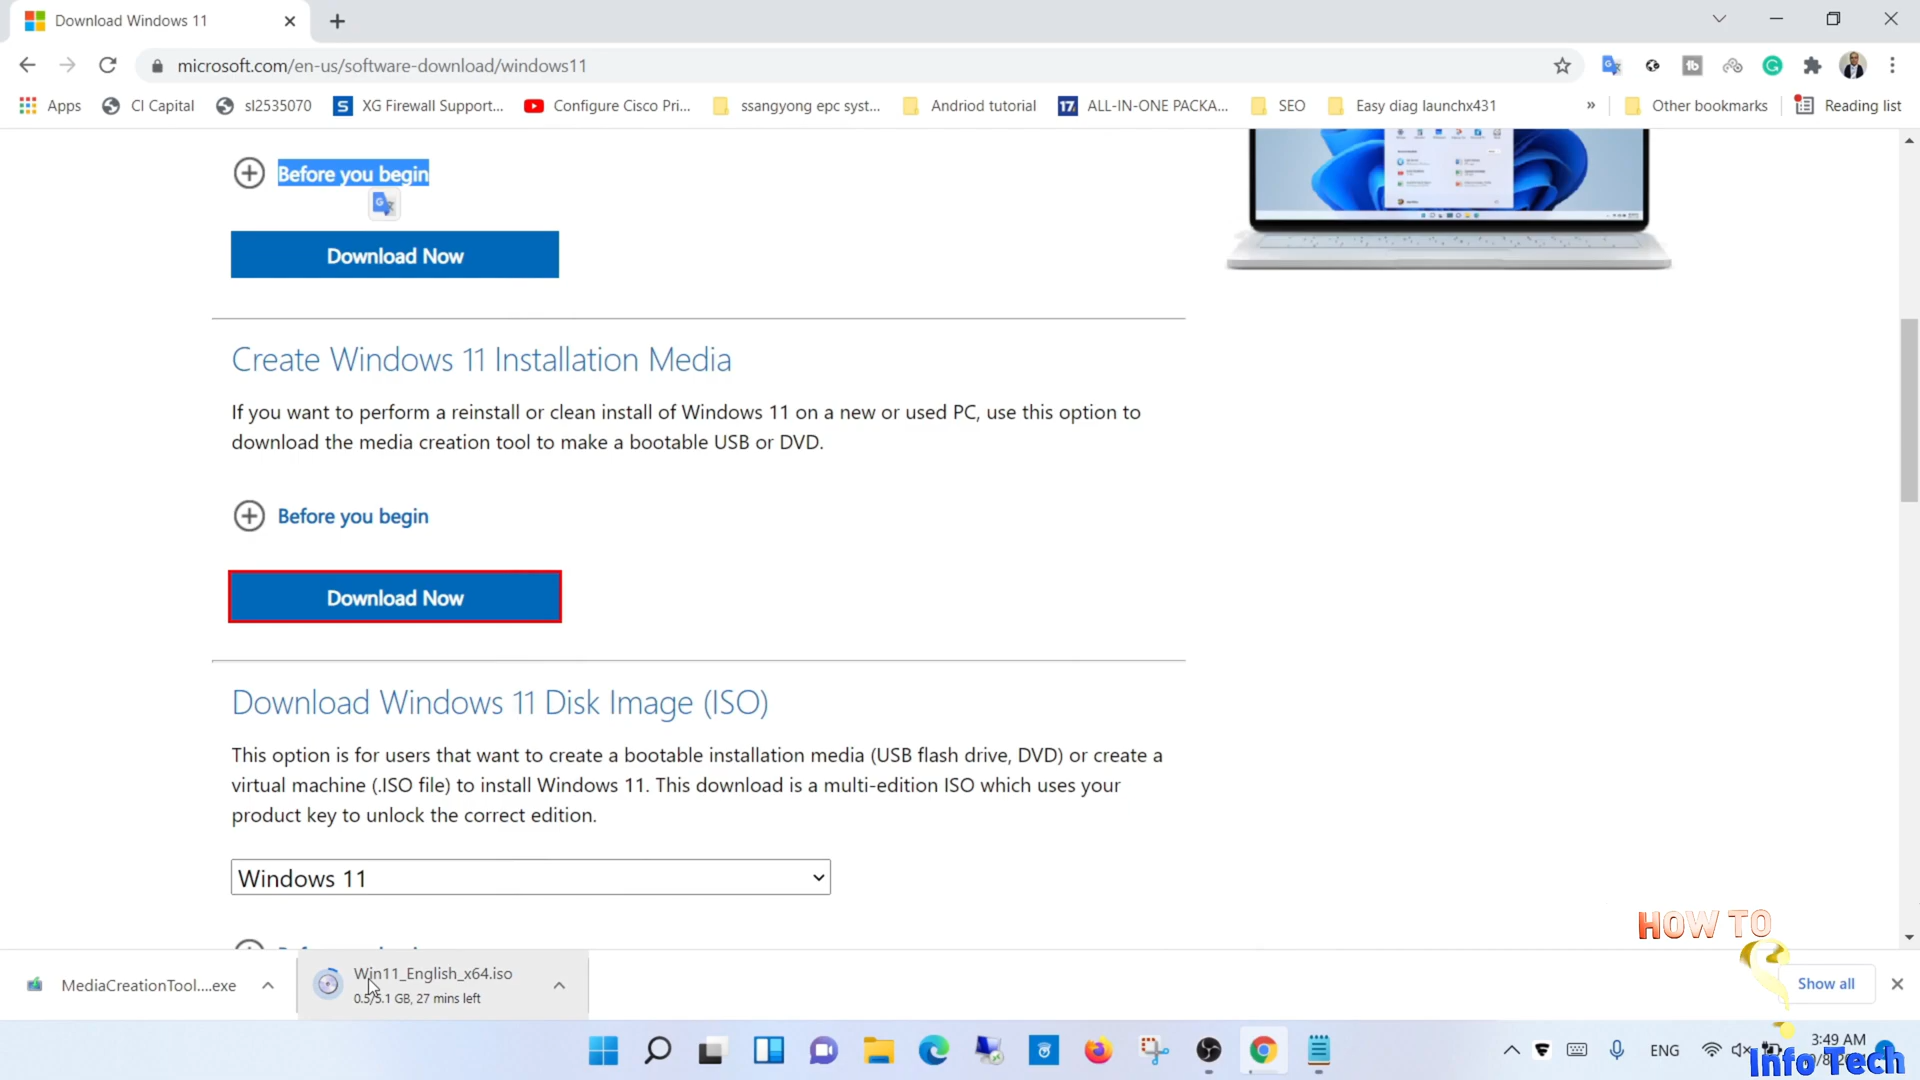 Download Windows 11
microsoft.com/en-us/software-download/windows11
Apps
CI Capital
sl2535070
XG Firewall Support...
Configure Cisco Pri...
ssangyong epc syst...
Andriod tutorial
ALL-IN-ONE PACKA...
SEO
Easy diag launchx431
»
Other bookmarks
Reading list
Before you begin
Download Now
Create Windows 11 Installation Media
If you want to perform a reinstall or clean install of Windows 11 on a new or used PC, use this option to
download the media creation tool to make a bootable USB or DVD.
Before you begin
Download Now
Download Windows 11 Disk Image (ISO)
This option is for users that want to create a bootable installation media (USB flash drive, DVD) or create a
virtual machine (.ISO file) to install Windows 11. This download is a multi-edition ISO which uses your
product key to unlock the correct edition.
Windows 11
HOW TO
MediaCreationTool....exe
Win11_English_x64.iso
0.5/5.1 GB, 27 mins left
Show all
ENG
3:49 AM
Info Tech